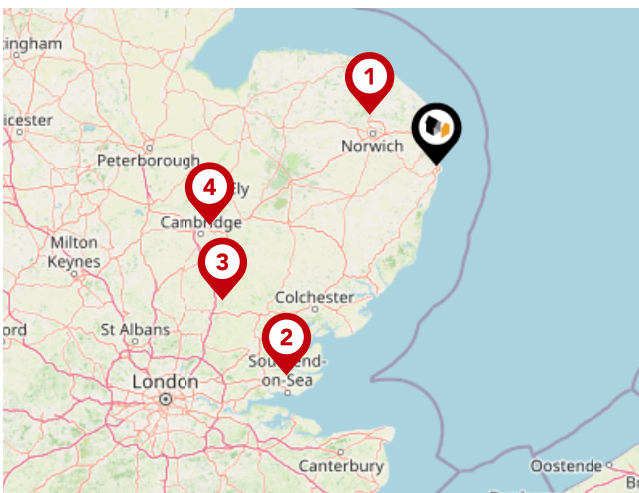 ingham
1
icester
Norwich
Peterborough
4
Ely
Cambridge
Milton
Keynes
3
Colchester
ord
St Albans
2
Southend-
on-Sea
London
Canterbury
Oostende